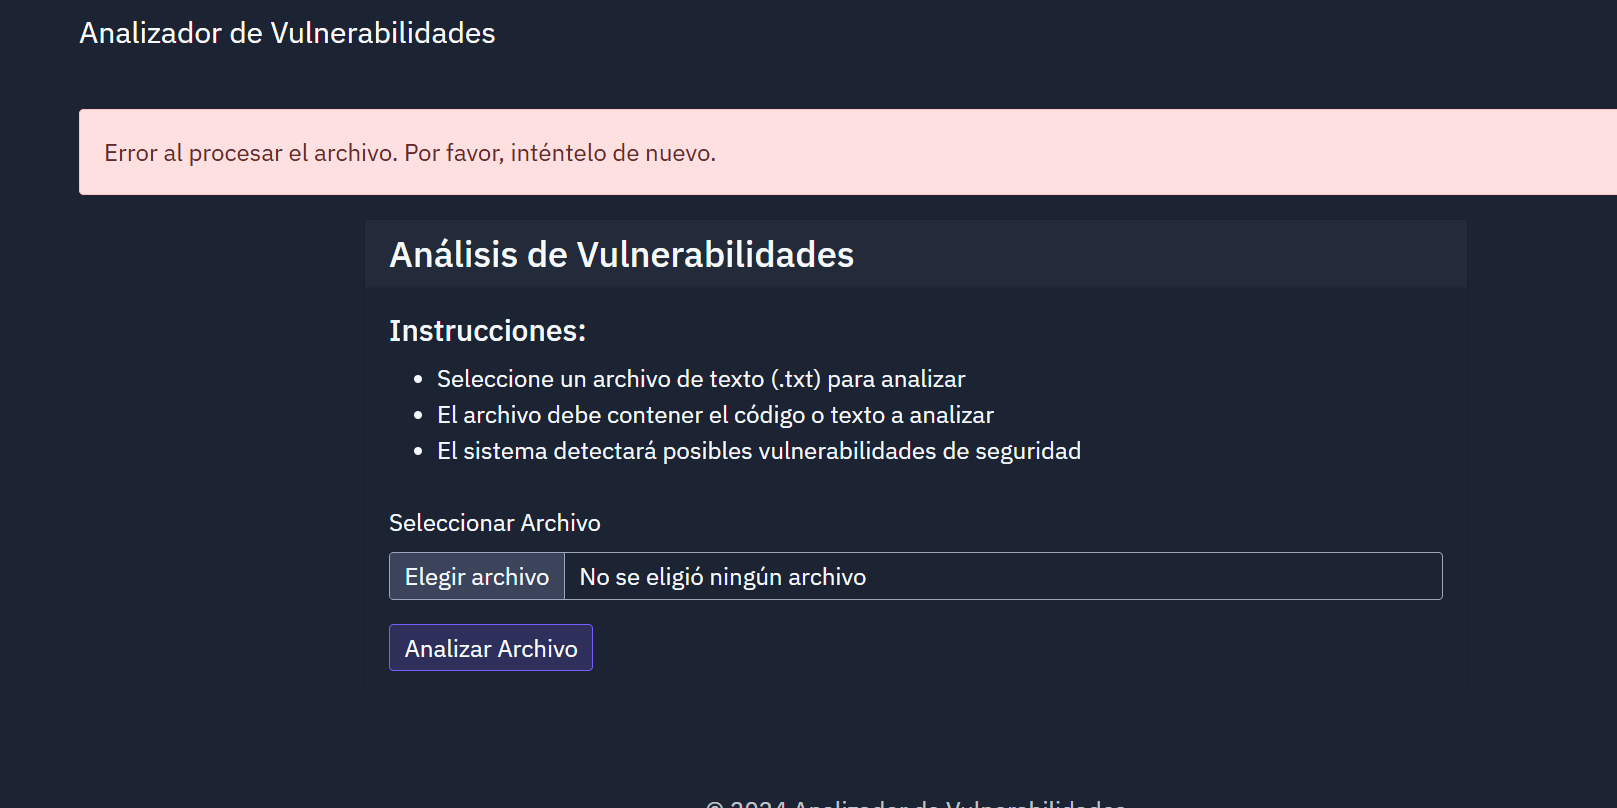 Analizador de Vulnerabilidades
Error al procesar el archivo. Por favor, inténtelo de nuevo.
Análisis de Vulnerabilidades
Instrucciones:
• Seleccione un archivo de texto (.txt) para analizar
• El archivo debe contener el código o texto a analizar
• El sistema detectará posibles vulnerabilidades de seguridad
Seleccionar Archivo
Elegir archivo No se eligió ningún archivo
Analizar Archivo
© 2024 Analizador de Vulnerabilidades